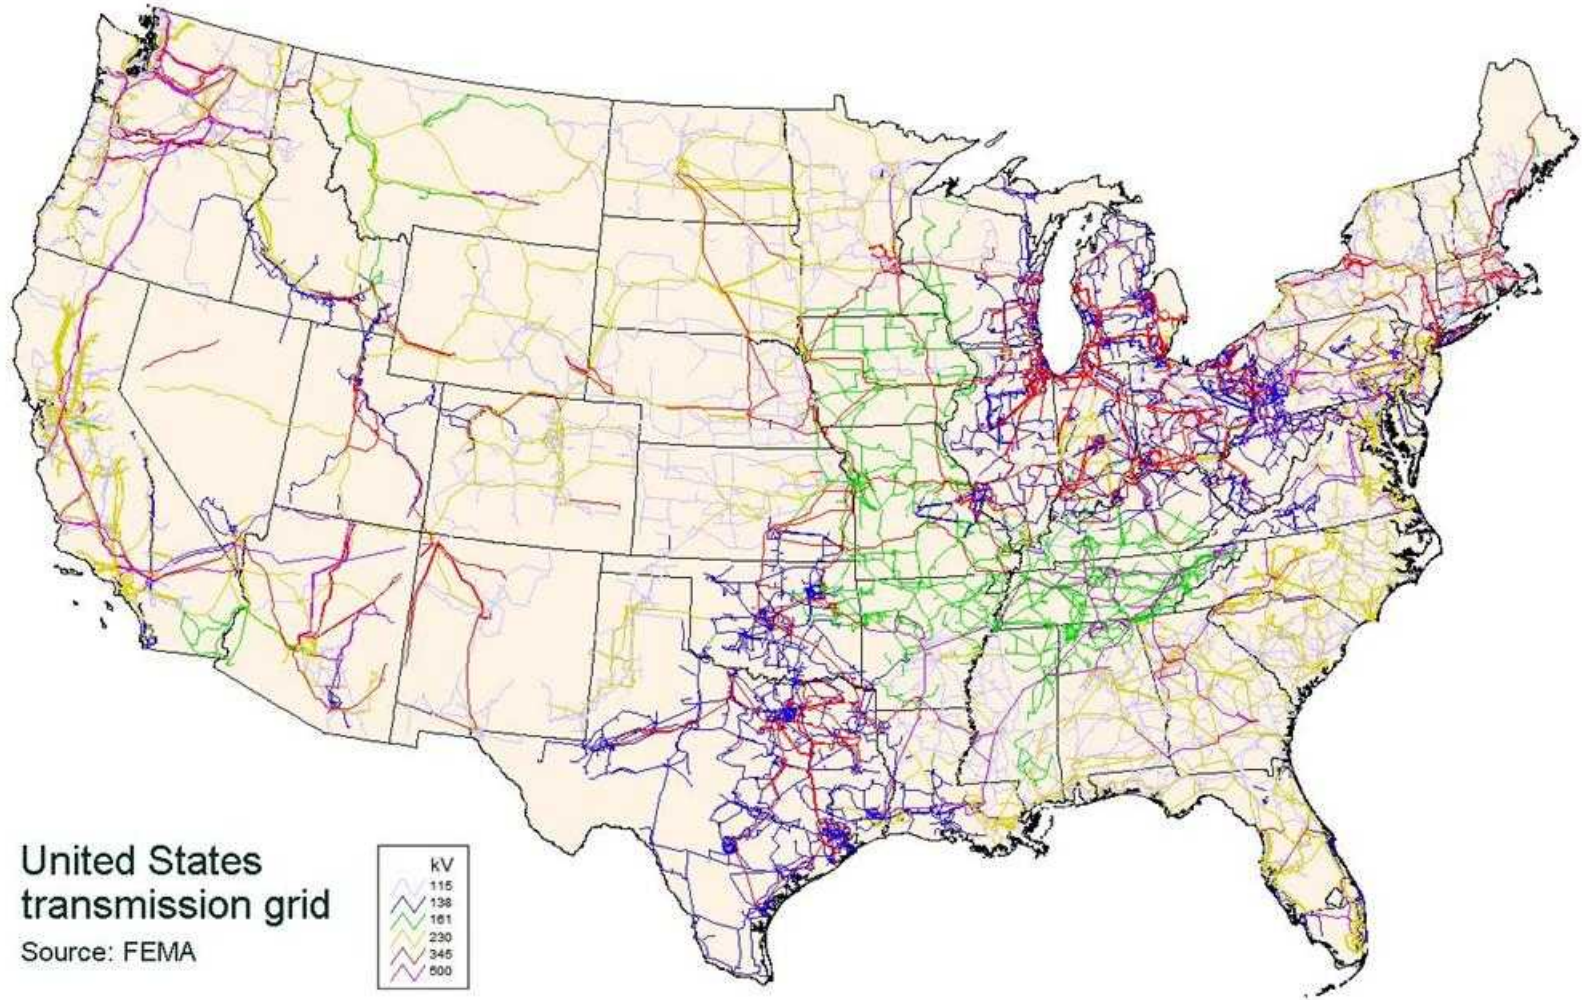 United States
transmission grid
Source: FEMA
kV
115
138
161
230
345
500